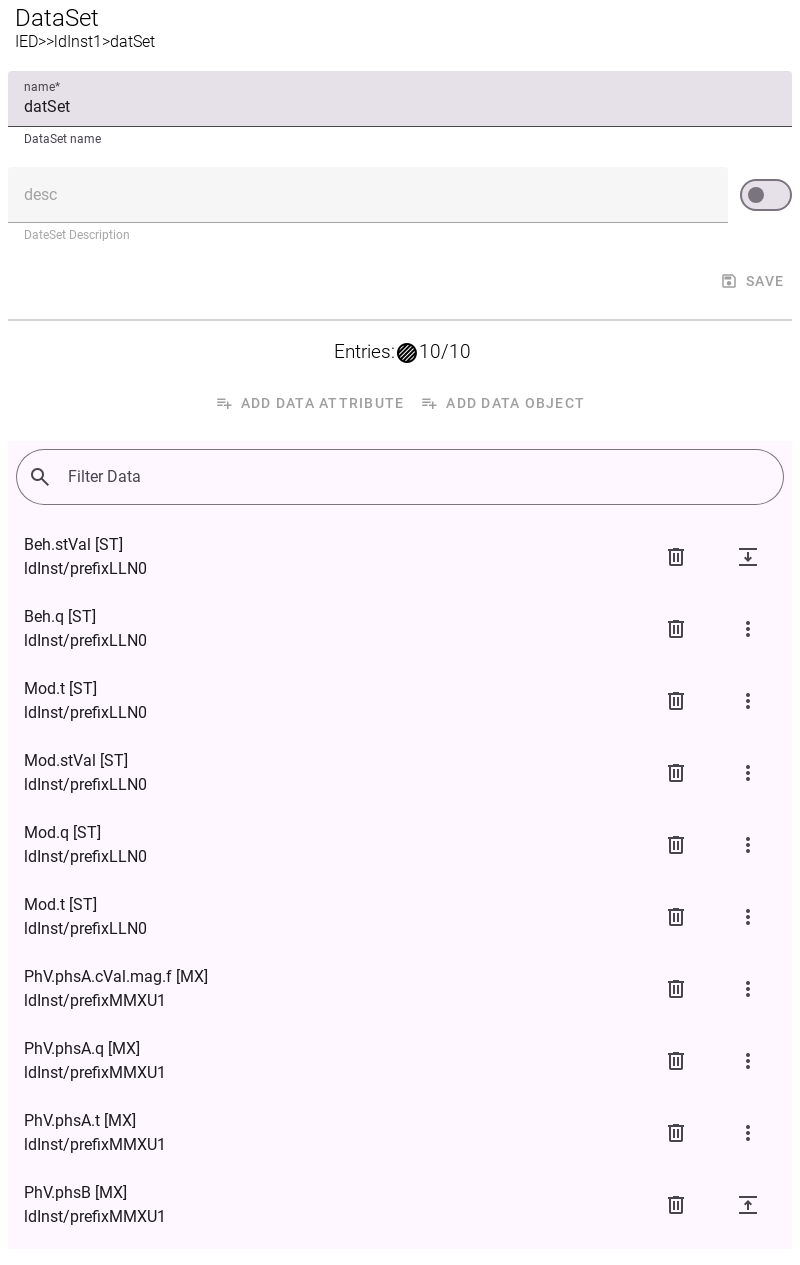 DataSet
IED>>ldInst1>datSet
name*
datSet
DataSet name
desc
DateSet Description
SAVE
Entries: 10/10
ADD DATA ATTRIBUTE ADD DATA OBJECT
Filter Data
Beh.stVal [ST]
ldInst/prefixLLN0
Beh.q [ST]
ldInst/prefixLLN0
Mod.t [ST]
ldInst/prefixLLN0
Mod.stVal [ST]
ldInst/prefixLLN0
Mod.q [ST]
ldInst/prefixLLN0
Mod.t [ST]
ldInst/prefixLLN0
PhV.phsA.cVal.mag.f [MX]
ldInst/prefixMMXU1
PhV.phsA.q [MX]
ldInst/prefixMMXU1
PhV.phsA.t [MX]
ldInst/prefixMMXU1
PhV.phsB [MX]
ldInst/prefixMMXU1